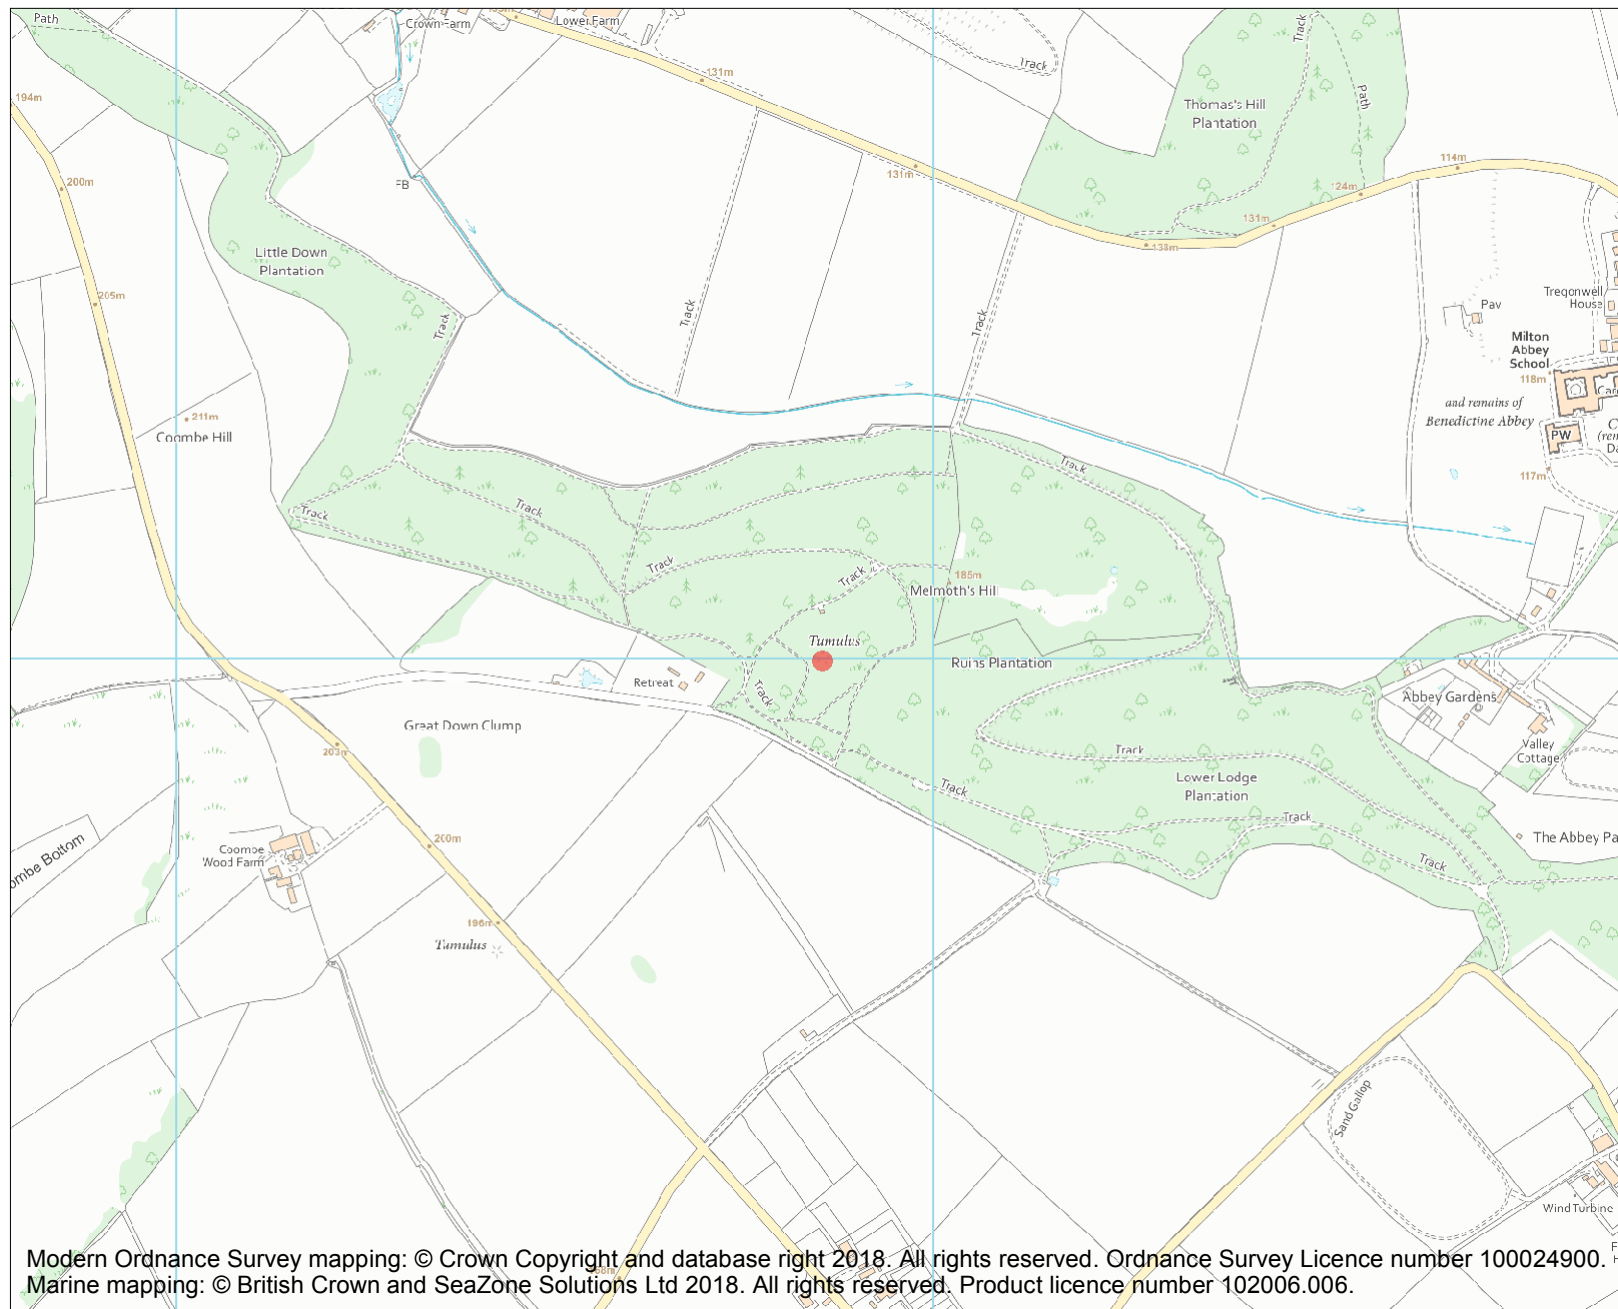 Path
Crown Farm
Lower Farm
Track
Track
131m
194m
Thomas's Hill
Plantation
Path
114m
200m
FB
131m
124m
131m
138m
Little Down
Plantation
205m
Track
Track
Track
Pav
Tregonwell
House
Milton
Abbey
School
118m
211m
Coombe Hill
and remains of
Benedictine Abbey
PW
117m
Track
Track
Track
Track
Track
185m
Melmoth's Hill
Tumulus
Ruins Plantation
Retreat
Track
Abbey Gardens
Great Down Clump
203m
Track
Valley
Cottage
Lower Lodge
Plantation
Track
Track
The Abbey Pa
Coombe
Wood Farm
200m
ombe Bottom
Track
196m
Tumulus
Sand Gallop
Wind Turbine
Modern Ordnance Survey mapping: © Crown Copyright and database right 2018. All rights reserved. Ordnance Survey Licence number 100024900.
Marine mapping: © British Crown and SeaZone Solutions Ltd 2018. All rights reserved. Product licence number 102006.006.